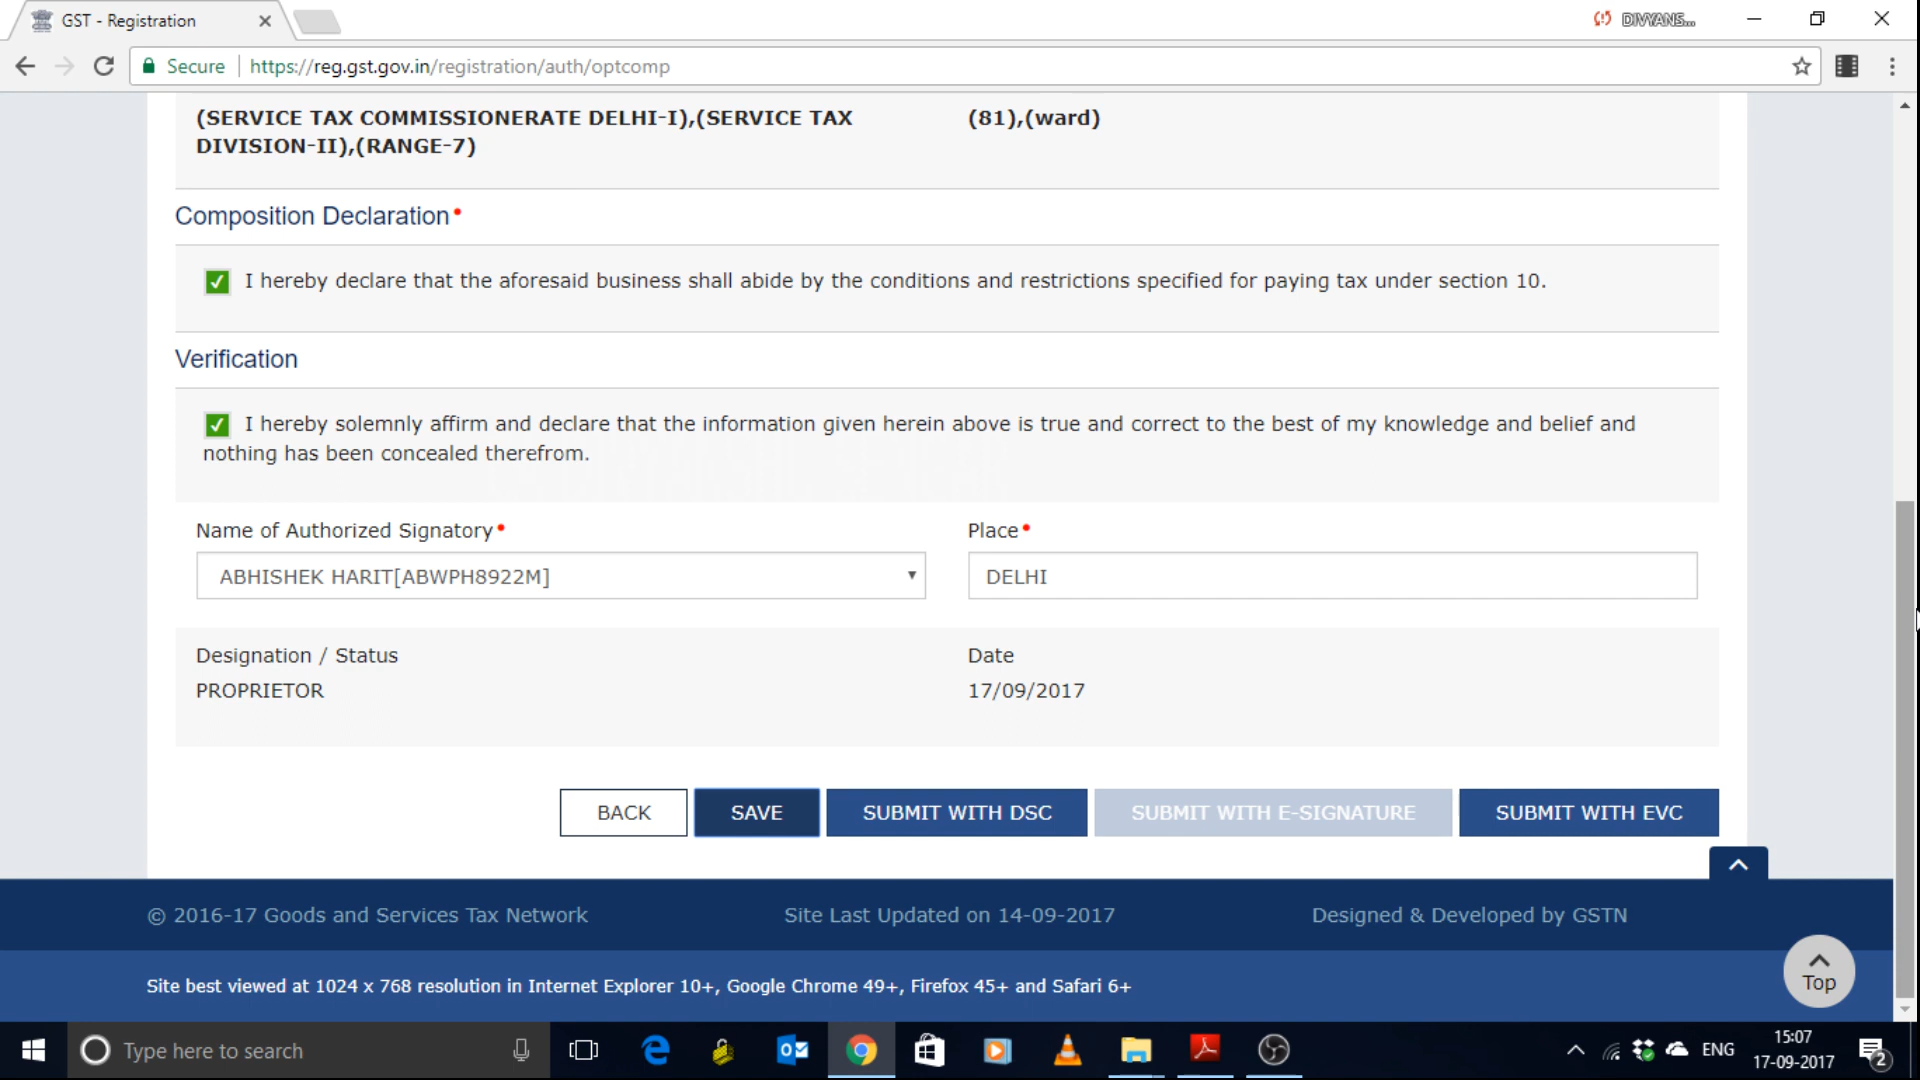 GST - Registration
DIVYANS...
Secure
https://reg.gst.gov.in/registration/auth/optcomp
(SERVICE TAX COMMISSIONERATE DELHI-I),(SERVICE TAX
DIVISION-II),(RANGE-7)
(81),(ward)
Composition Declaration•
I hereby declare that the aforesaid business shall abide by the conditions and restrictions specified for paying tax under section 10.
Verification
I hereby solemnly affirm and declare that the information given herein above is true and correct to the best of my knowledge and belief and
nothing has been concealed therefrom.
Name of Authorized Signatory•
Place•
ABHISHEK HARIT[ABWPH8922M]
DELHI
Designation / Status
Date
PROPRIETOR
17/09/2017
BACK
SAVE
SUBMIT WITH DSC
SUBMIT WITH E-SIGNATURE
SUBMIT WITH EVC
© 2016-17 Goods and Services Tax Network
Site Last Updated on 14-09-2017
Designed & Developed by GSTN
Top
Site best viewed at 1024 x 768 resolution in Internet Explorer 10+, Google Chrome 49+, Firefox 45+ and Safari 6+
Type here to search
ENG
15:07
17-09-2017
2